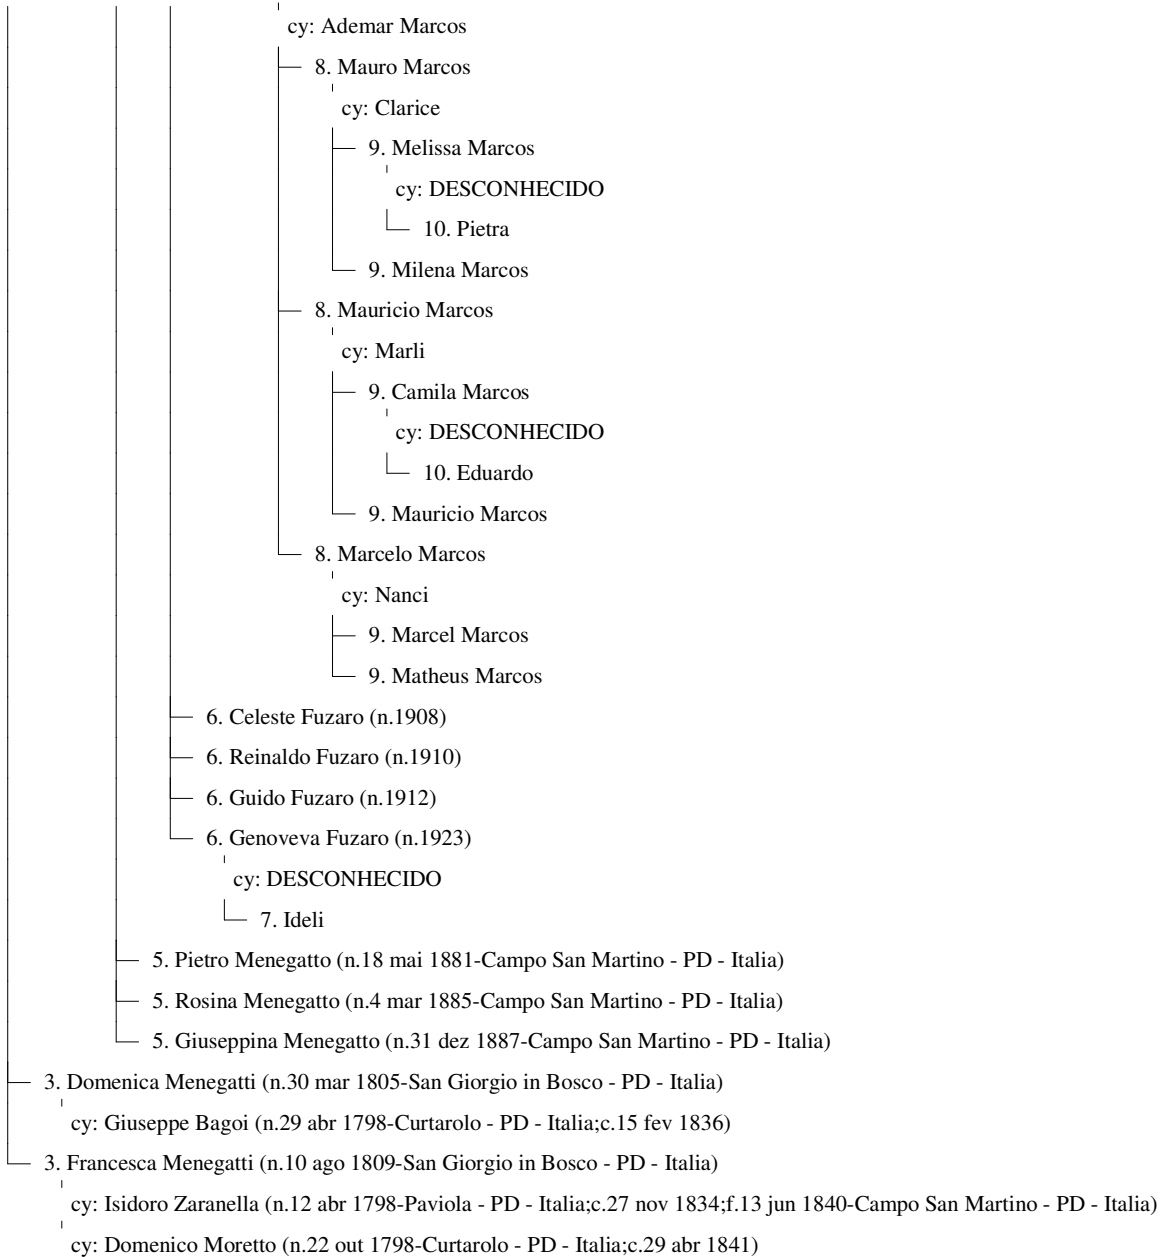 cy: Ademar Marcos
8. Mauro Marcos
cy: Clarice
9. Melissa Marcos
cy: DESCONHECIDO
10. Pietra
9. Milena Marcos
8. Mauricio Marcos
cy: Marli
9. Camila Marcos
cy: DESCONHECIDO
10. Eduardo
9. Mauricio Marcos
8. Marcelo Marcos
cy: Nanci
9. Marcel Marcos
9. Matheus Marcos
6. Celeste Fuzaro (n.1908)
6. Reinaldo Fuzaro (n.1910)
6. Guido Fuzaro (n.1912)
6. Genoveva Fuzaro (n.1923)
cy: DESCONHECIDO
7. Ideli
5. Pietro Menegatto (n.18 mai 1881-Campo San Martino - PD - Italia)
5. Rosina Menegatto (n.4 mar 1885-Campo San Martino - PD - Italia)
5. Giuseppina Menegatto (n.31 dez 1887-Campo San Martino - PD - Italia)
3. Domenica Menegatti (n.30 mar 1805-San Giorgio in Bosco - PD - Italia)
cy: Giuseppe Bagoi (n.29 abr 1798-Curtarolo - PD - Italia;c.15 fev 1836)
3. Francesca Menegatti (n.10 ago 1809-San Giorgio in Bosco - PD - Italia)
cy: Isidoro Zaranella (n.12 abr 1798-Paviola - PD - Italia;c.27 nov 1834;f.13 jun 1840-Campo San Martino - PD - Italia)
cy: Domenico Moretto (n.22 out 1798-Curtarolo - PD - Italia;c.29 abr 1841)